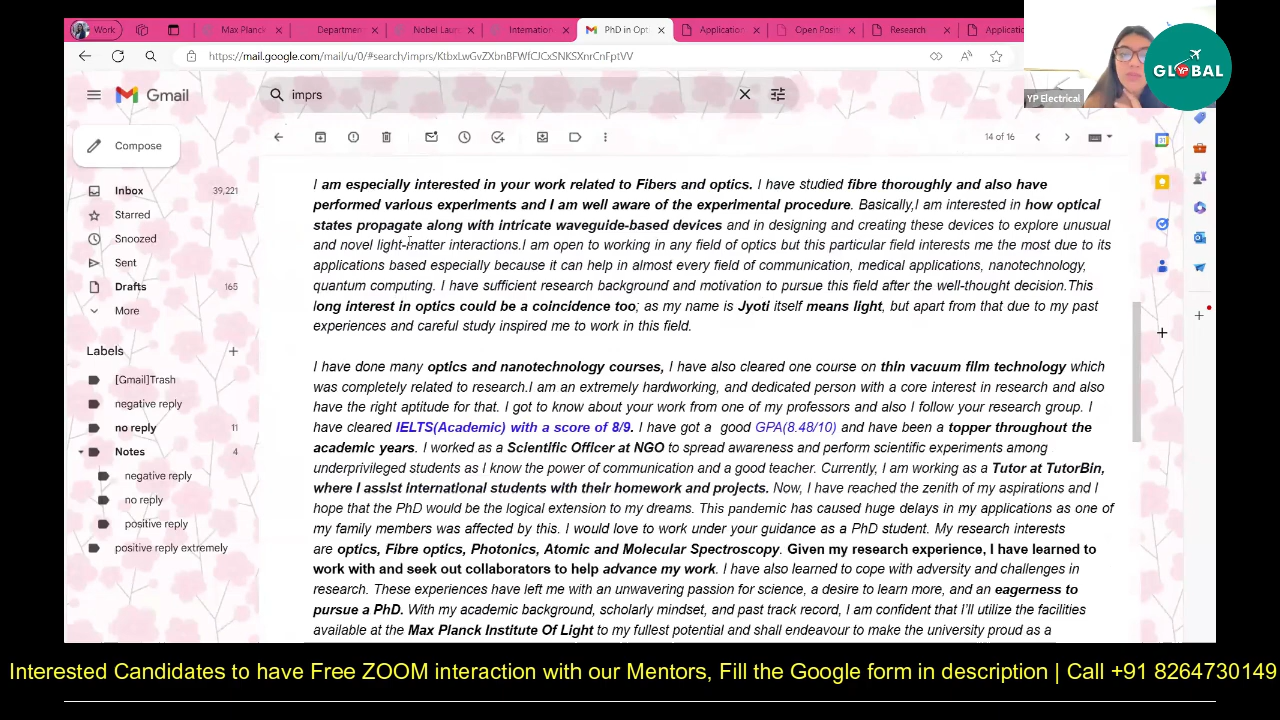 Work
Max Planck
Departmen
Nobel Laur
Internation
PhD in Opt
Application
Open Positi
Research
Applicatio
https://mail.google.com/mail/u/0/#search/imprs/KtbxLwGvZXbnBFWfCJCxSNKSXnrCnFptVV
YP
GLOBAL
YP Electrical
Gmail
imprs
Compose
14 of 16
Inbox 39,221
Starred
Snoozed
Sent
Drafts 165
More
Labels
[Gmail]Trash
negative reply
no reply 11
Notes 4
negative reply
no reply
positive reply
positive reply extremely
I am especially interested in your work related to Fibers and optics. I have studied fibre thoroughly and also have
performed various experiments and I am well aware of the experimental procedure. Basically,I am interested in how optical
states propagate along with intricate waveguide-based devices and in designing and creating these devices to explore unusual
and novel light-matter interactions.I am open to working in any field of optics but this particular field interests me the most due to its
applications based especially because it can help in almost every field of communication, medical applications, nanotechnology,
quantum computing. I have sufficient research background and motivation to pursue this field after the well-thought decision.This
long interest in optics could be a coincidence too; as my name is Jyoti itself means light, but apart from that due to my past
experiences and careful study inspired me to work in this field.
I have done many optics and nanotechnology courses, I have also cleared one course on thin vacuum film technology which
was completely related to research.I am an extremely hardworking, and dedicated person with a core interest in research and also
have the right aptitude for that. I got to know about your work from one of my professors and also I follow your research group. I
have cleared IELTS(Academic) with a score of 8/9. I have got a good GPA(8.48/10) and have been a topper throughout the
academic years. I worked as a Scientific Officer at NGO to spread awareness and perform scientific experiments among
underprivileged students as I know the power of communication and a good teacher. Currently, I am working as a Tutor at TutorBin,
where I assist international students with their homework and projects. Now, I have reached the zenith of my aspirations and I
hope that the PhD would be the logical extension to my dreams. This pandemic has caused huge delays in my applications as one of
my family members was affected by this. I would love to work under your guidance as a PhD student. My research interests
are optics, Fibre optics, Photonics, Atomic and Molecular Spectroscopy. Given my research experience, I have learned to
work with and seek out collaborators to help advance my work. I have also learned to cope with adversity and challenges in
research. These experiences have left me with an unwavering passion for science, a desire to learn more, and an eagerness to
pursue a PhD. With my academic background, scholarly mindset, and past track record, I am confident that I'll utilize the facilities
available at the Max Planck Institute Of Light to my fullest potential and shall endeavour to make the university proud as a
Interested Candidates to have Free ZOOM interaction with our Mentors, Fill the Google form in description | Call +91 8264730149